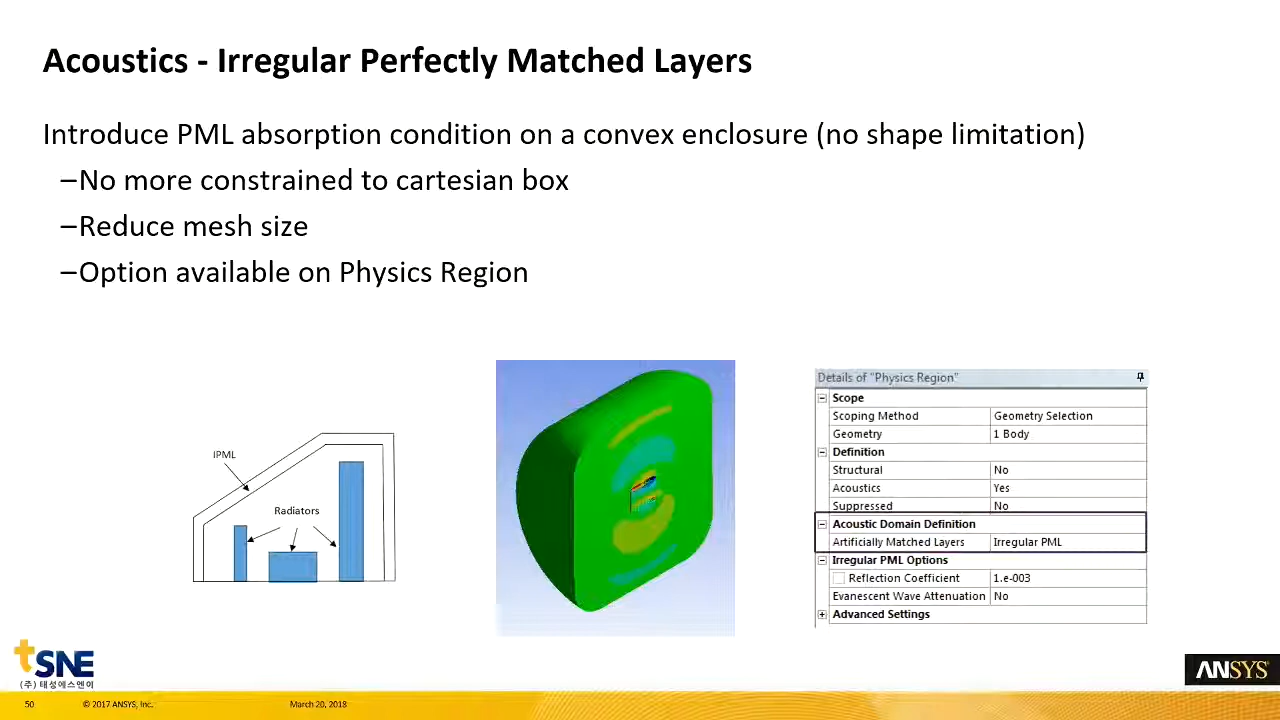 Acoustics - Irregular Perfectly Matched Layers
Introduce PML absorption condition on a convex enclosure (no shape limitation)
–No more constrained to cartesian box
–Reduce mesh size
–Option available on Physics Region
IPML
Radiators
Details of "Physics Region"
Scope
Scoping Method Geometry Selection
Geometry 1 Body
Definition
Structural No
Acoustics Yes
Suppressed No
Acoustic Domain Definition
Artificially Matched Layers Irregular PML
Irregular PML Options
Reflection Coefficient 1.e-003
Evanescent Wave Attenuation No
Advanced Settings
tSNE
(주) 태성에스엔이
ANSYS
50 © 2017 ANSYS, Inc. March 20, 2018